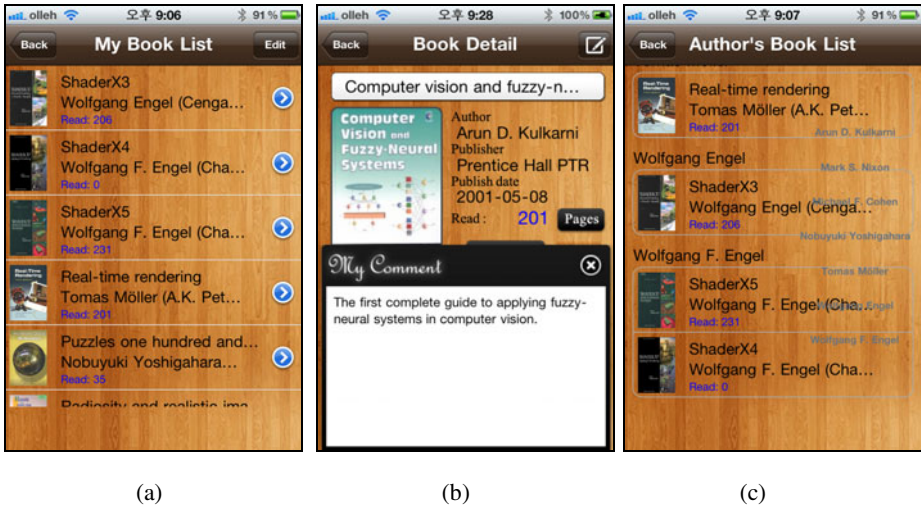 olleh 오후 9:06 91 %
Back My Book List Edit
ShaderX3
Wolfgang Engel (Cenga...
Read: 206
ShaderX4
Wolfgang F. Engel (Cha...
Read: 0
ShaderX5
Wolfgang F. Engel (Cha...
Read: 231
Real-time rendering
Tomas Möller (A.K. Pet...
Read: 201
Puzzles one hundred and...
Nobuyuki Yoshigahara...
Read: 35
Radiosity and realistic ima
(a)
olleh 오후 9:28 100%
Back Book Detail
Computer vision and fuzzy-n...
Computer
Vision and
Fuzzy-Neural
Systems
Author
Arun D. Kulkarni
Publisher
Prentice Hall PTR
Publish date
2001-05-08
Read : 201 Pages
My Comment
The first complete guide to applying fuzzy-
neural systems in computer vision.
(b)
olleh 오후 9:07 91 %
Back Author's Book List
Real-time rendering
Tomas Möller (A.K. Pet...
Read: 201
Arun D. Kulkarni
Wolfgang Engel
Mark S. Nixon
ShaderX3
Michael F. Cohen
Wolfgang Engel (Cenga...
Read: 206
Nobuyuki Yoshigahara
Wolfgang F. Engel
Tomas Möller
ShaderX5
Wolfgang F. Engel (Cha...
Wolfgang Engel
Read: 231
Wolfgang F. Engel
ShaderX4
Wolfgang F. Engel (Cha...
Read: 0
(c)